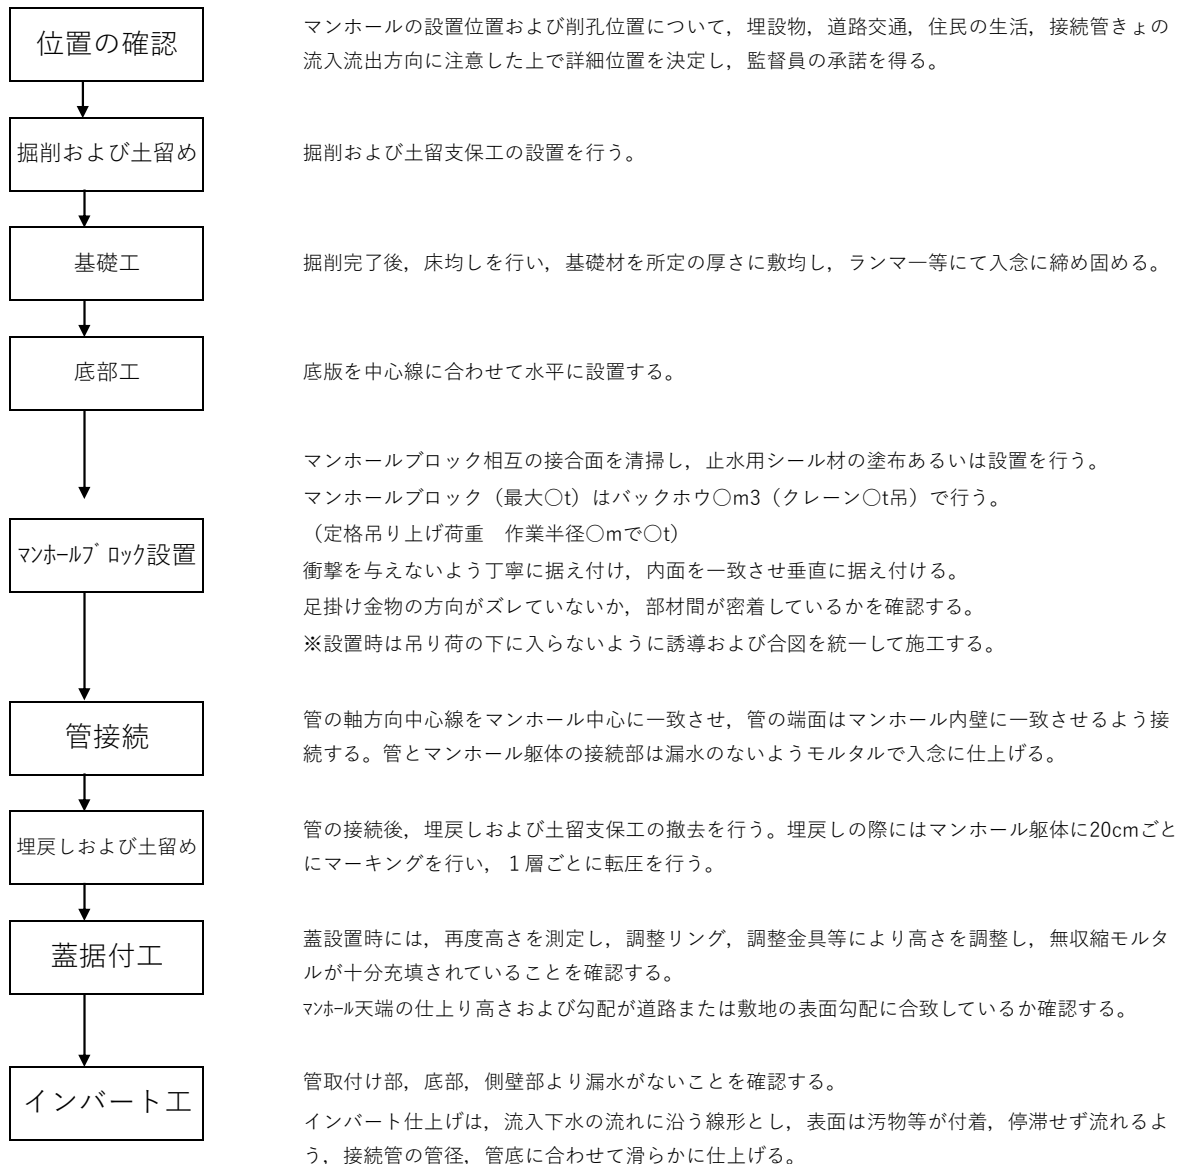 位置の確認
マンホールの設置位置および削孔位置について，埋設物，道路交通，住民の生活，接続管きょの
流入流出方向に注意した上で詳細位置を決定し，監督員の承諾を得る。
掘削および土留め
掘削および土留支保工の設置を行う。
基礎工
掘削完了後，床均しを行い，基礎材を所定の厚さに敷均し，ランマ一等にて入念に締め固める。
底部工
底版を中心線に合わせて水平に設置する。
マンホールブロック相互の接合面を清掃し，止水用シール材の塗布あるいは設置を行う。
マンホールブロック（最大○t）はバックホウ○m3（クレーン○t吊）で行う。
（定格吊り上げ荷重　作業半径○mで○t）
ﾏﾝﾎｰﾙﾌﾞﾛｯｸ設置
衝撃を与えないよう丁寧に据え付け，内面を一致させ垂直に据え付ける。
足掛け金物の方向がズレていないか，部材間が密着しているかを確認する。
※設置時は吊り荷の下に入らないように誘導および合図を統一して施工する。
管接続
管の軸方向中心線をマンホール中心に一致させ，管の端面はマンホール内壁に一致させるよう接
続する。管とマンホール躯体の接続部は漏水のないようモルタルで入念に仕上げる。
埋戻しおよび土留め
管の接続後，埋戻しおよび土留支保工の撤去を行う。埋戻しの際にはマンホール躯体に20cmごと
にマーキングを行い，１層ごとに転圧を行う。
蓋据付工
蓋設置時には，再度高さを測定し，調整リング，調整金具等により高さを調整し，無収縮モルタ
ルが十分充填されていることを確認する。
ﾏﾝﾎｰﾙ天端の仕上り高さおよび勾配が道路または敷地の表面勾配に合致しているか確認する。
インバート工
管取付け部，底部，側壁部より漏水がないことを確認する。
インバート仕上げは，流入下水の流れに沿う線形とし，表面は汚物等が付着，停滞せず流れるよ
う，接続管の管径，管底に合わせて滑らかに仕上げる。